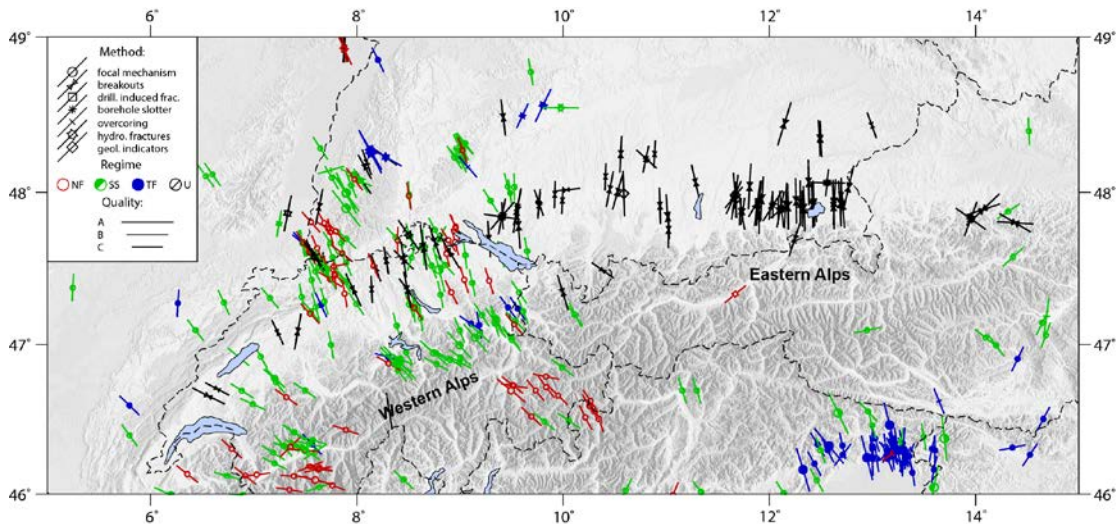 6° 8° 10° 12° 14°
49° 49°
Method:
focal mechanism
breakouts
drill. induced frac.
borehole slotter
overcoring
hydro. fractures
geol. indicators
Regime
NF SS TF U
Quality:
A
B
C
48° 48°
Eastern Alps
47° 47°
Western Alps
46° 46°
6° 8° 10° 12° 14°